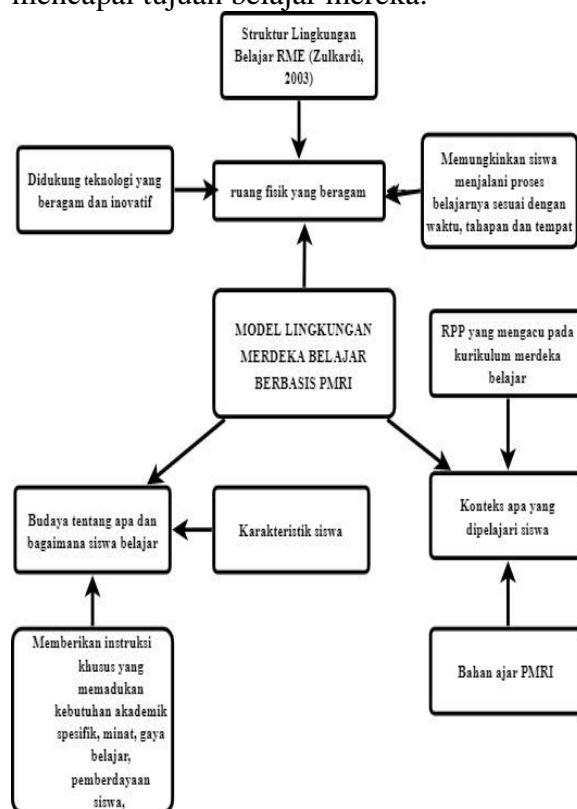 mencapai tujuan belajar mereka.
Struktur Lingkungan
Belajar RME (Zulkardi,
2003)
Didukung teknologi yang
beragam dan inovatif
ruang fisik yang beragam
Memungkinkan siswa
menjalani proses
belajarnya sesuai dengan
waktu, tahapan dan tempat
MODEL LINGKUNGAN
MERDEKA BELAJAR
BERBASIS PMRI
RPP yang mengacu pada
kurikulum merdeka
belajar
Budaya tentang apa dan
bagaimana siswa belajar
Karakteristik siswa
Konteks apa yang
dipelajari siswa
Memberikan instruksi
khusus yang
memadukan
kebutuhan akademik
spesifik, minat, gaya
belajar,
pemberdayaan
siswa,
Bahan ajar PMRI